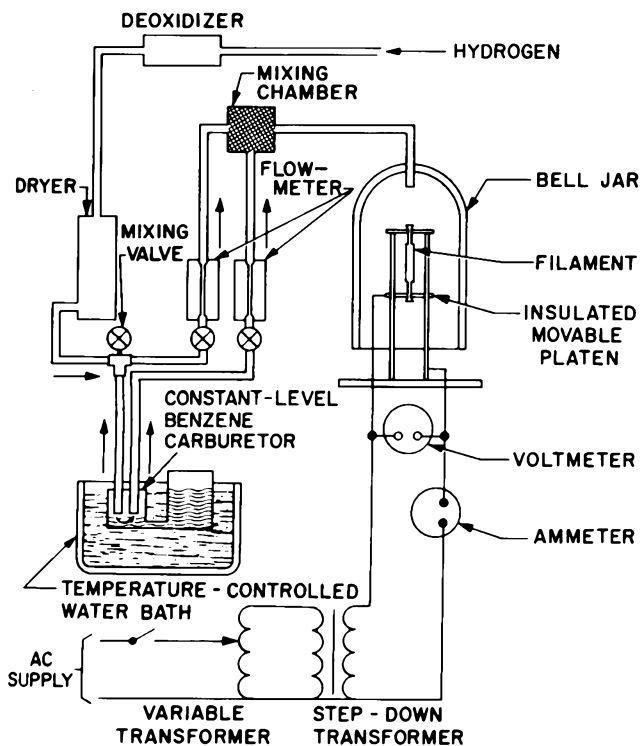 DEOXIDIZER
HYDROGEN
MIXING
CHAMBER
FLOW-
METER
DRYER
MIXING
VALVE
BELL JAR
FILAMENT
INSULATED
MOVABLE
PLATEN
CONSTANT-LEVEL
BENZENE
CARBURETOR
VOLTMETER
AMMETER
TEMPERATURE-CONTROLLED
WATER BATH
AC
SUPPLY
VARIABLE
TRANSFORMER
STEP-DOWN
TRANSFORMER